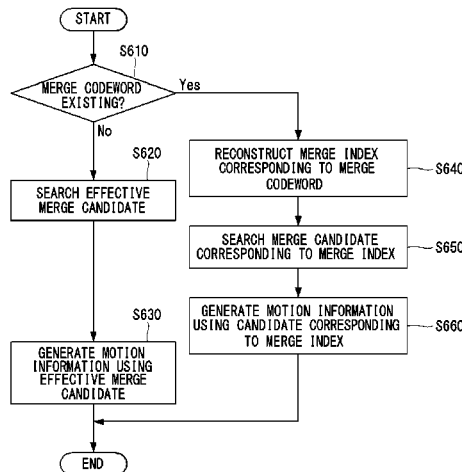 START
S610
MERGE CODEWORD
EXISTING?
Yes
No
S620
SEARCH EFFECTIVE
MERGE CANDIDATE
RECONSTRUCT MERGE INDEX
CORRESPONDING TO MERGE
CODEWORD
S640
SEARCH MERGE CANDIDATE
CORRESPONDING TO MERGE INDEX
S650
S630
GENERATE MOTION
INFORMATION USING
EFFECTIVE MERGE
CANDIDATE
GENERATE MOTION INFORMATION
USING CANDIDATE CORRESPONDING
TO MERGE INDEX
S660
END